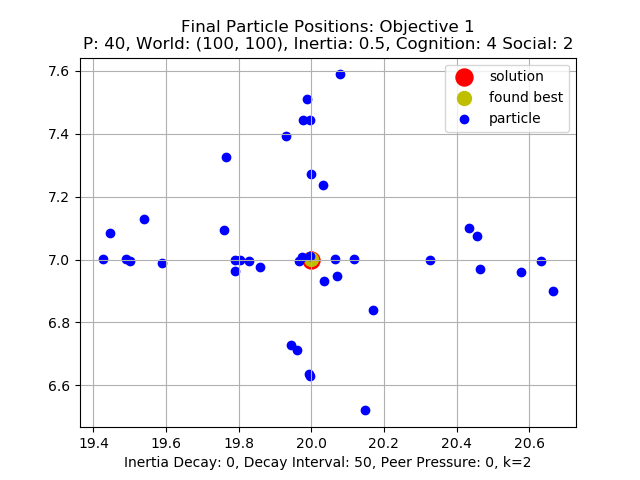 Final Particle Positions: Objective 1
P: 40, World: (100, 100), Inertia: 0.5, Cognition: 4 Social: 2
solution
found best
particle
7.6
7.4
7.2
7.0
6.8
6.6
19.4 19.6 19.8 20.0 20.2 20.4 20.6
Inertia Decay: 0, Decay Interval: 50, Peer Pressure: 0, k=2